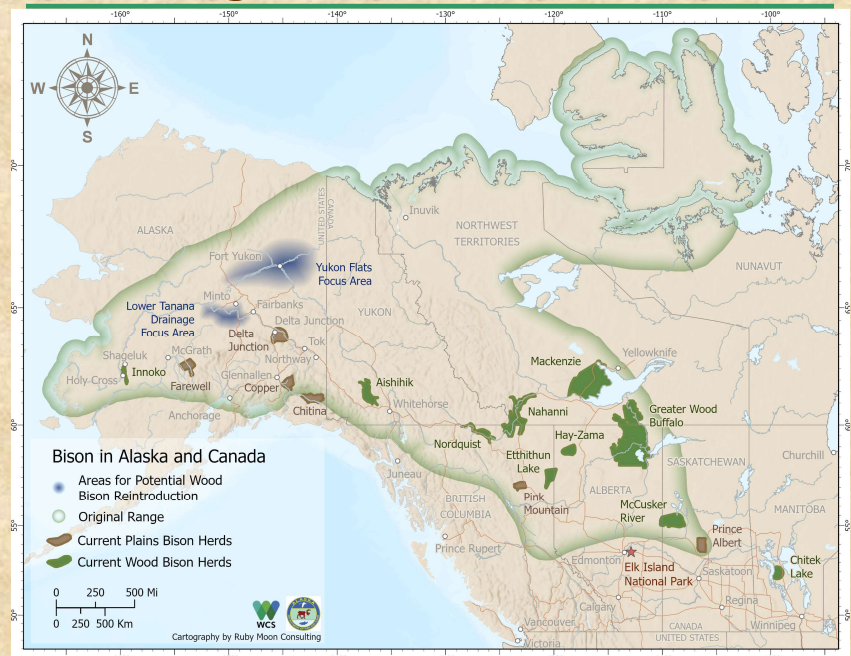 -160°
-150°
-140°
-130°
-120°
-110°
-100°
N
W
E
S
70°
70°
Inuvik
ALASKA
UNITED STATES
CANADA
NORTHWEST
TERRITORIES
NUNAVUT
Fort Yukon
Yukon Flats
Focus Area
65°
65°
Minto
Lower Tanana
Drainage
Focus Area
Fairbanks
Delta Junction
YUKON
Delta
Junction
Tok
Northway
Shageluk
McGrath
Innoko
Holy Cross
Farewell
Glennallen
Copper
Chitina
Anchorage
Aishihik
Whitehorse
Mackenzie
Yellowknife
Nahanni
Greater Wood
Buffalo
Nordquist
Hay-Zama
60°
60°
Etthithun
Lake
Juneau
SASKATCHEWAN
Churchill
BRITISH
COLUMBIA
Pink
Mountain
ALBERTA
McCusker
River
MANITOBA
55°
55°
Prince Rupert
Prince
Albert
Edmonton
Elk Island
National Park
Saskatoon
Chitek
Lake
Calgary
Regina
Winnipeg
50°
50°
Vancouver
Victoria
CANADA
UNITED STATES
Bison in Alaska and Canada
Areas for Potential Wood
Bison Reintroduction
Original Range
Current Plains Bison Herds
Current Wood Bison Herds
0 250 500 Mi
0 250 500 Km
WCS
Cartography by Ruby Moon Consulting